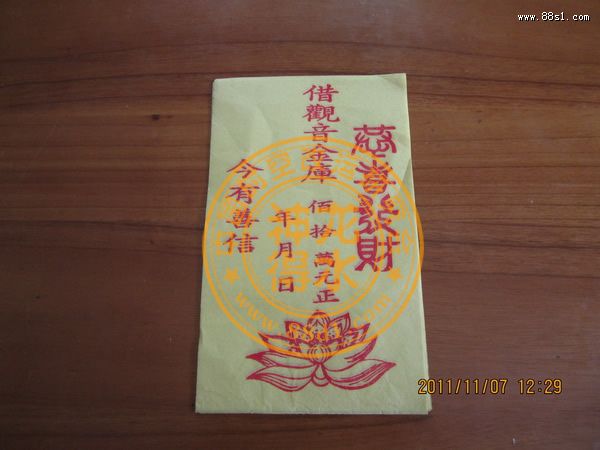 www.88s1.com
慈善發財
借觀音金庫
佰拾萬元正
年月日
今有善信
2011/11/07 12:29